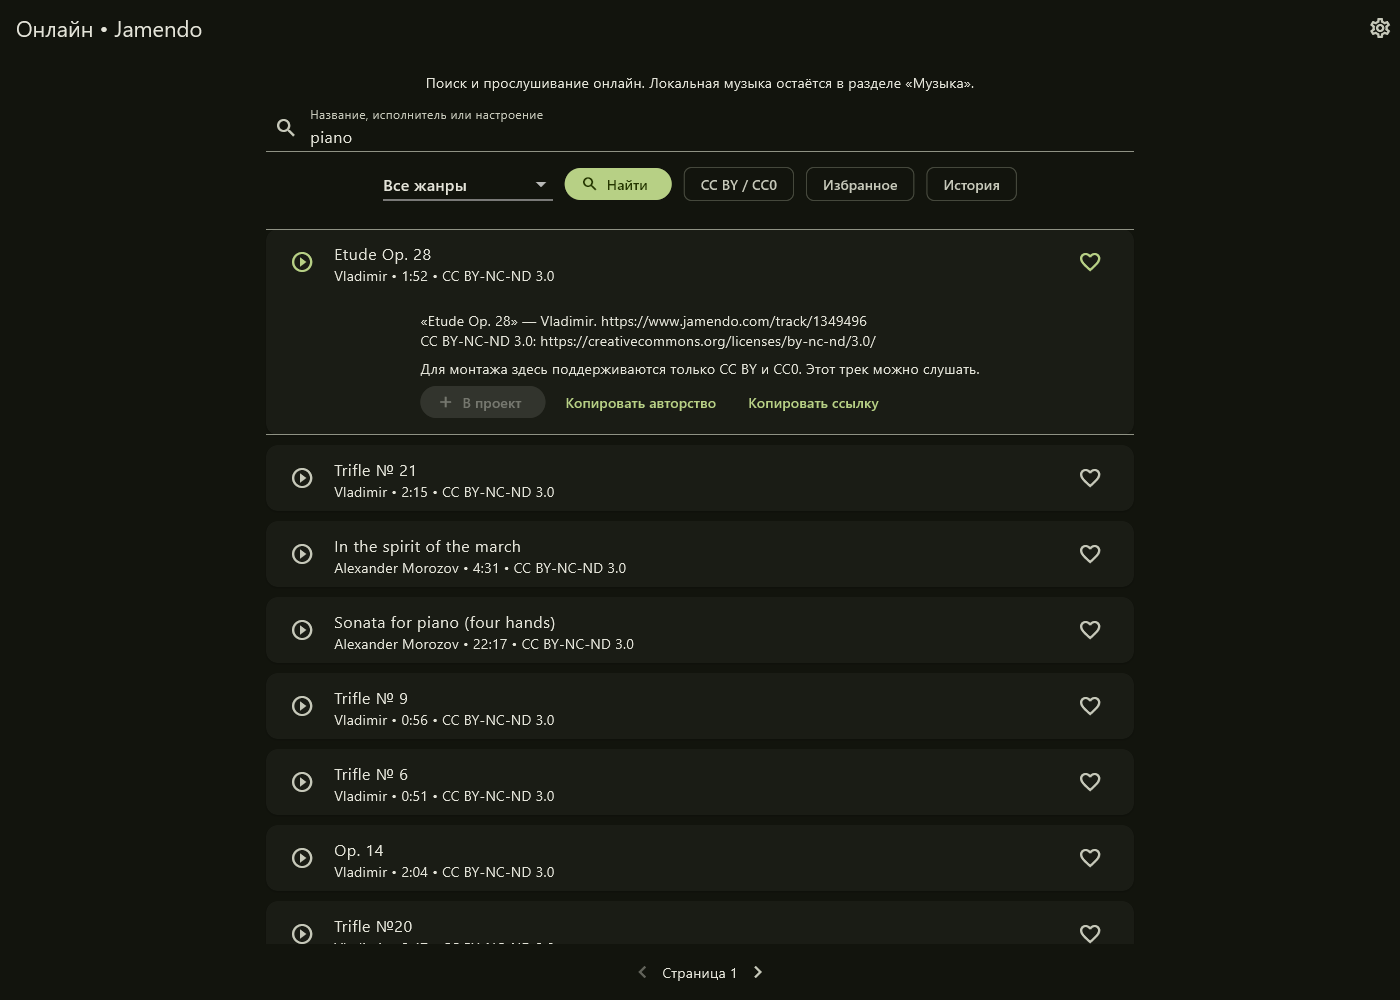 Онлайн • Jamendo
Поиск и прослушивание онлайн. Локальная музыка остаётся в разделе «Музыка».
Название, исполнитель или настроение
piano
Все жанры
Найти
CC BY / CC0
Избранное
История
Etude Op. 28
Vladimir • 1:52 • CC BY-NC-ND 3.0
«Etude Op. 28» — Vladimir. https://www.jamendo.com/track/1349496
CC BY-NC-ND 3.0: https://creativecommons.org/licenses/by-nc-nd/3.0/
Для монтажа здесь поддерживаются только CC BY и CC0. Этот трек можно слушать.
В проект
Копировать авторство
Копировать ссылку
Trifle № 21
Vladimir • 2:15 • CC BY-NC-ND 3.0
In the spirit of the march
Alexander Morozov • 4:31 • CC BY-NC-ND 3.0
Sonata for piano (four hands)
Alexander Morozov • 22:17 • CC BY-NC-ND 3.0
Trifle № 9
Vladimir • 0:56 • CC BY-NC-ND 3.0
Trifle № 6
Vladimir • 0:51 • CC BY-NC-ND 3.0
Op. 14
Vladimir • 2:04 • CC BY-NC-ND 3.0
Trifle №20
Страница 1